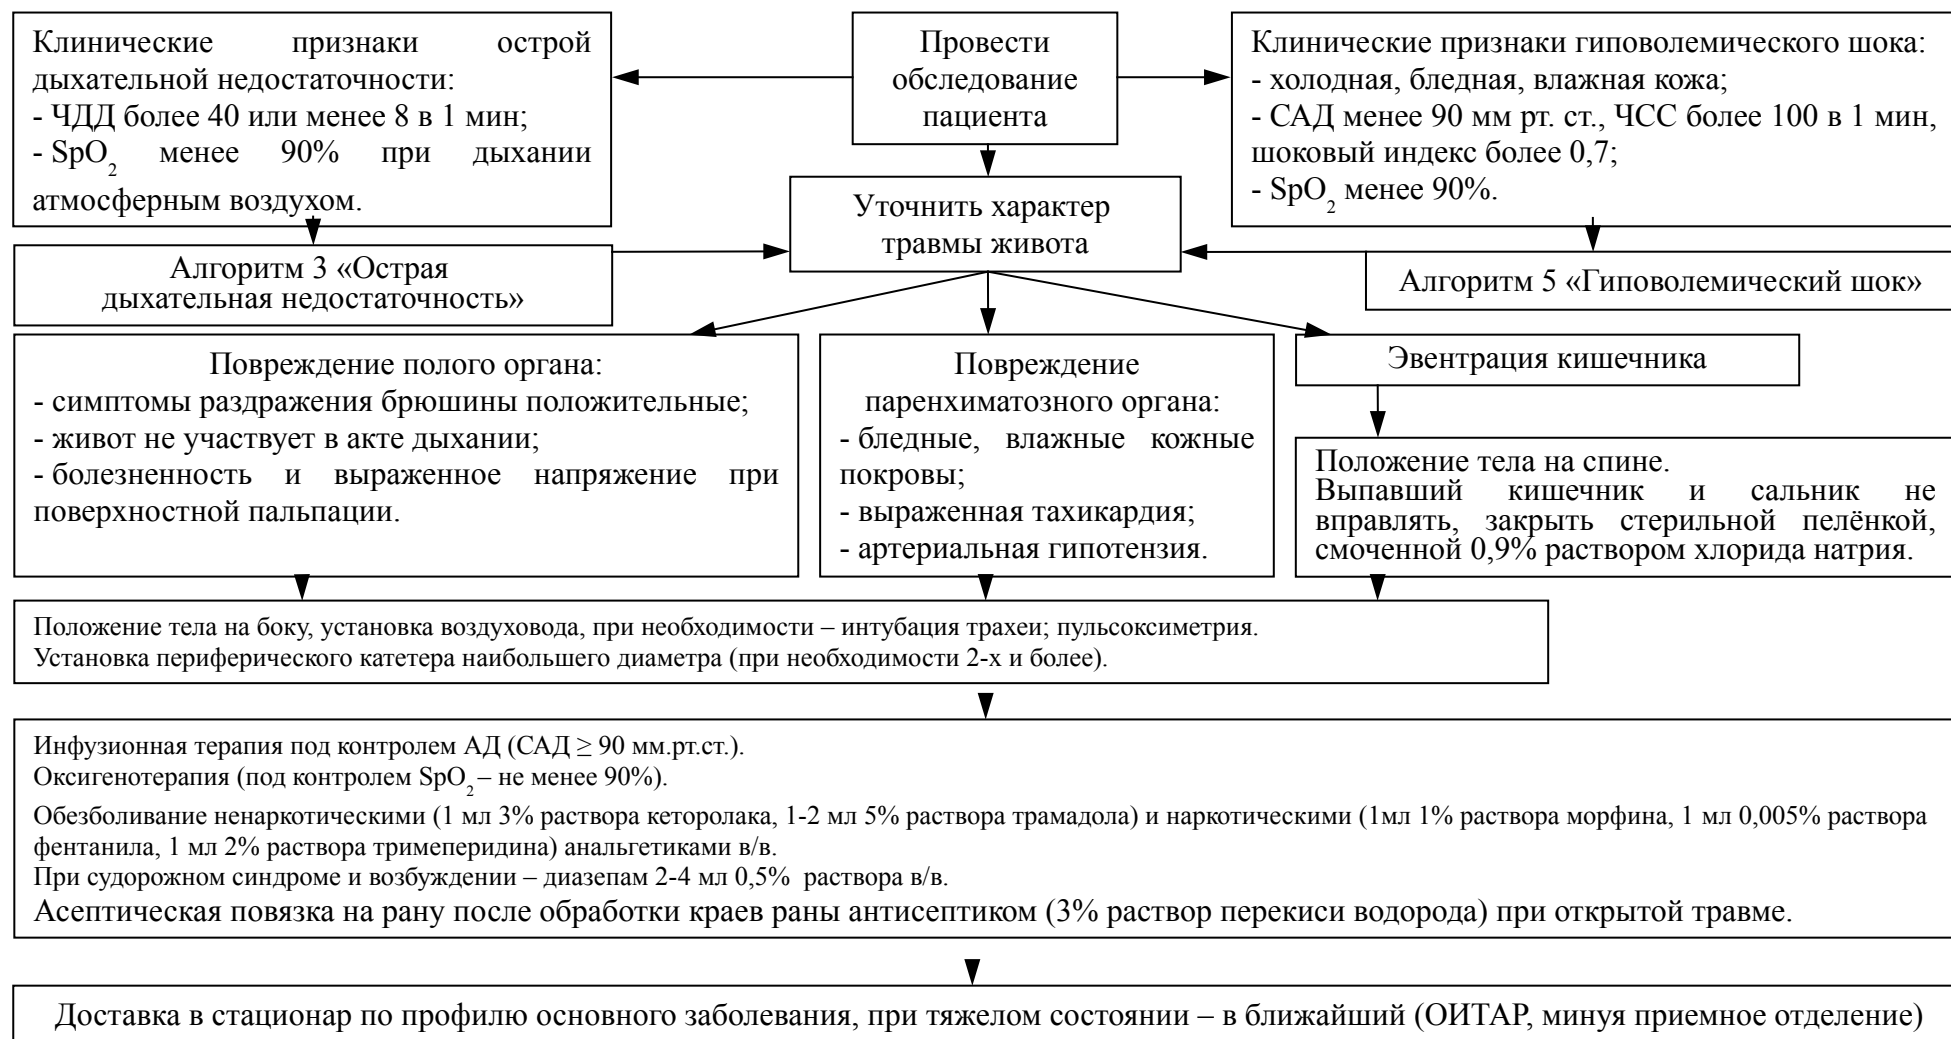 Клинические признаки острой
дыхательной недостаточности:
- ЧДД более 40 или менее 8 в 1 мин;
- SpO2 менее 90% при дыхании
атмосферным воздухом.
Провести
обследование
пациента
Клинические признаки гиповолемического шока:
- холодная, бледная, влажная кожа;
- САД менее 90 мм рт. ст., ЧСС более 100 в 1 мин,
шоковый индекс более 0,7;
- SpO2 менее 90%.
Уточнить характер
травмы живота
Алгоритм 3 «Острая
дыхательная недостаточность»
Алгоритм 5 «Гиповолемический шок»
Повреждение полого органа:
- симптомы раздражения брюшины положительные;
- живот не участвует в акте дыхании;
- болезненность и выраженное напряжение при
поверхностной пальпации.
Повреждение
паренхиматозного органа:
- бледные, влажные кожные
покровы;
- выраженная тахикардия;
- артериальная гипотензия.
Эвентрация кишечника
Положение тела на спине.
Выпавший кишечник и сальник не
вправлять, закрыть стерильной пелёнкой,
смоченной 0,9% раствором хлорида натрия.
Положение тела на боку, установка воздуховода, при необходимости – интубация трахеи; пульсоксиметрия.
Установка периферического катетера наибольшего диаметра (при необходимости 2-х и более).
Инфузионная терапия под контролем АД (САД ≥ 90 мм.рт.ст.).
Оксигенотерапия (под контролем SpO2 – не менее 90%).
Обезболивание ненаркотическими (1 мл 3% раствора кеторолака, 1-2 мл 5% раствора трамадола) и наркотическими (1мл 1% раствора морфина, 1 мл 0,005% раствора
фентанила, 1 мл 2% раствора тримеперидина) анальгетиками в/в.
При судорожном синдроме и возбуждении – диазепам 2-4 мл 0,5% раствора в/в.
Асептическая повязка на рану после обработки краев раны антисептиком (3% раствор перекиси водорода) при открытой травме.
Доставка в стационар по профилю основного заболевания, при тяжелом состоянии – в ближайший (ОИТАР, минуя приемное отделение)